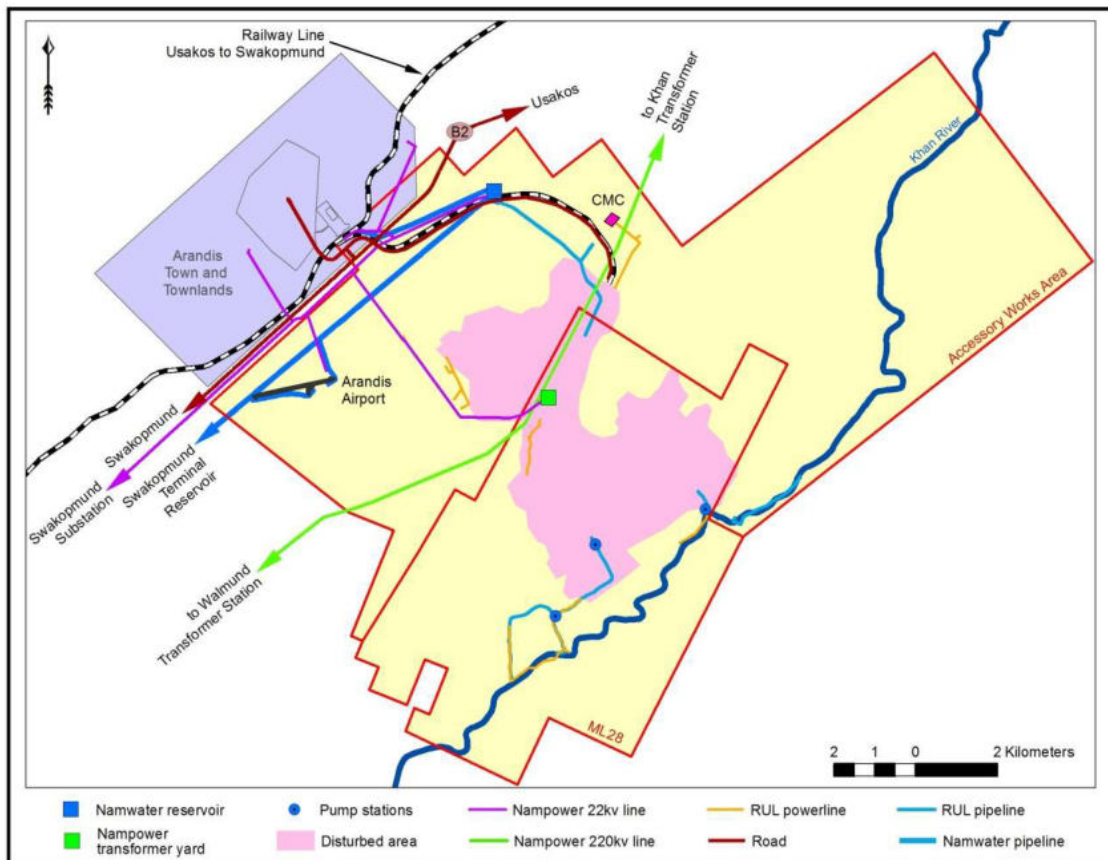 Railway Line
Usakos to Swakopmund
Usakos
B2
to Khan
Transformer
Station
Khan River
CMC
Arandis
Town and
Townlands
Accessory Works Area
Arandis
Airport
Swakopmund
Swakopmund
Terminal
Reservoir
Swakopmund
Substation
to Walmund
Transformer Station
ML28
2 1 0 2 Kilometers
Namwater reservoir
Pump stations
Nampower 22kv line
RUL powerline
RUL pipeline
Nampower
transformer yard
Disturbed area
Nampower 220kv line
Road
Namwater pipeline